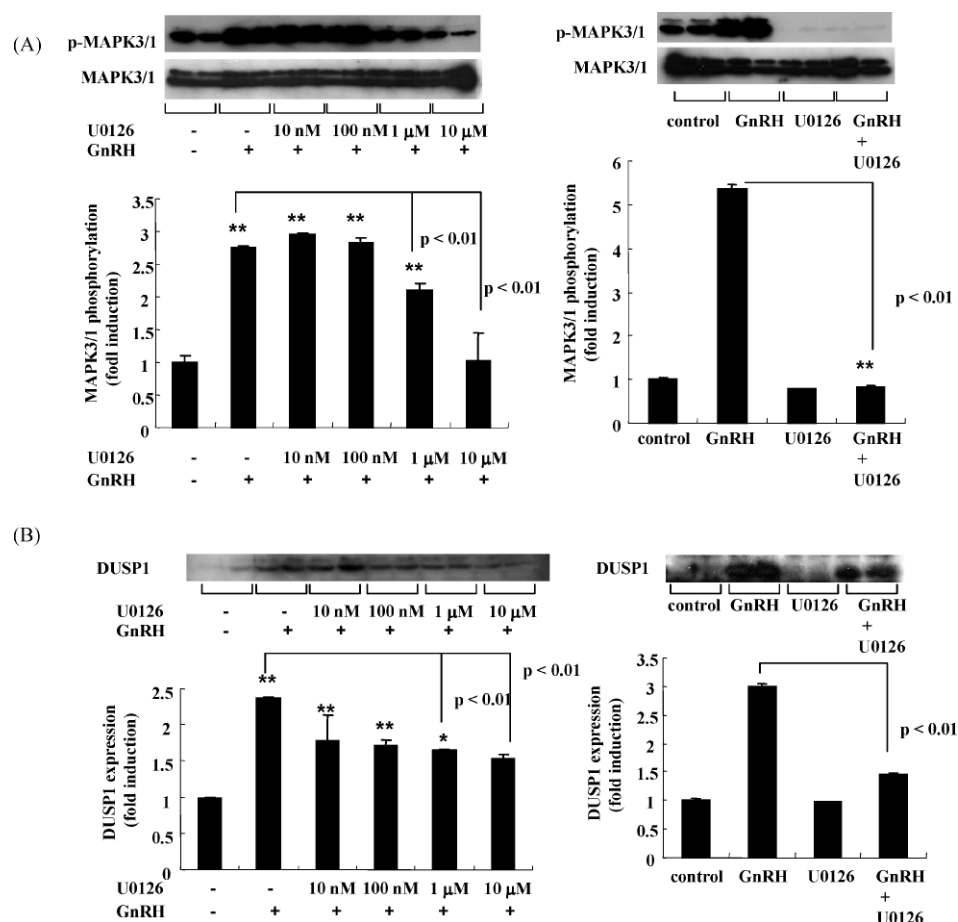 (A)
p-MAPK3/1
MAPK3/1
U0126 - - 10 nM 100 nM 1 μM 10 μM
GnRH - + + + + +
MAPK3/1 phosphorylation
(fodl induction)
3.5
3
2.5
2
1.5
1
0.5
0
** ** ** **
p < 0.01
p < 0.01
U0126 - - 10 nM 100 nM 1 μM 10 μM
GnRH - + + + + +
p-MAPK3/1
MAPK3/1
control GnRH U0126 GnRH
+
U0126
MAPK3/1 phosphorylation
(fold induction)
6
5
4
2
1
0
p < 0.01
**
control GnRH U0126 GnRH
+
U0126
(B)
DUSP1
U0126 - - 10 nM 100 nM 1 μM 10 μM
GnRH - + + + + +
DUSP1 expression
(fold induction)
2.5
2
1.5
1
0.5
0
** ** ** *
p < 0.01
p < 0.01
U0126 - - 10 nM 100 nM 1 μM 10 μM
GnRH - + + + + +
DUSP1
control GnRH U0126 GnRH
+
U0126
DUSP1 expression
(fold induction)
3.5
3
2.5
2
1.5
1
0.5
0
p < 0.01
control GnRH U0126 GnRH
+ U0126